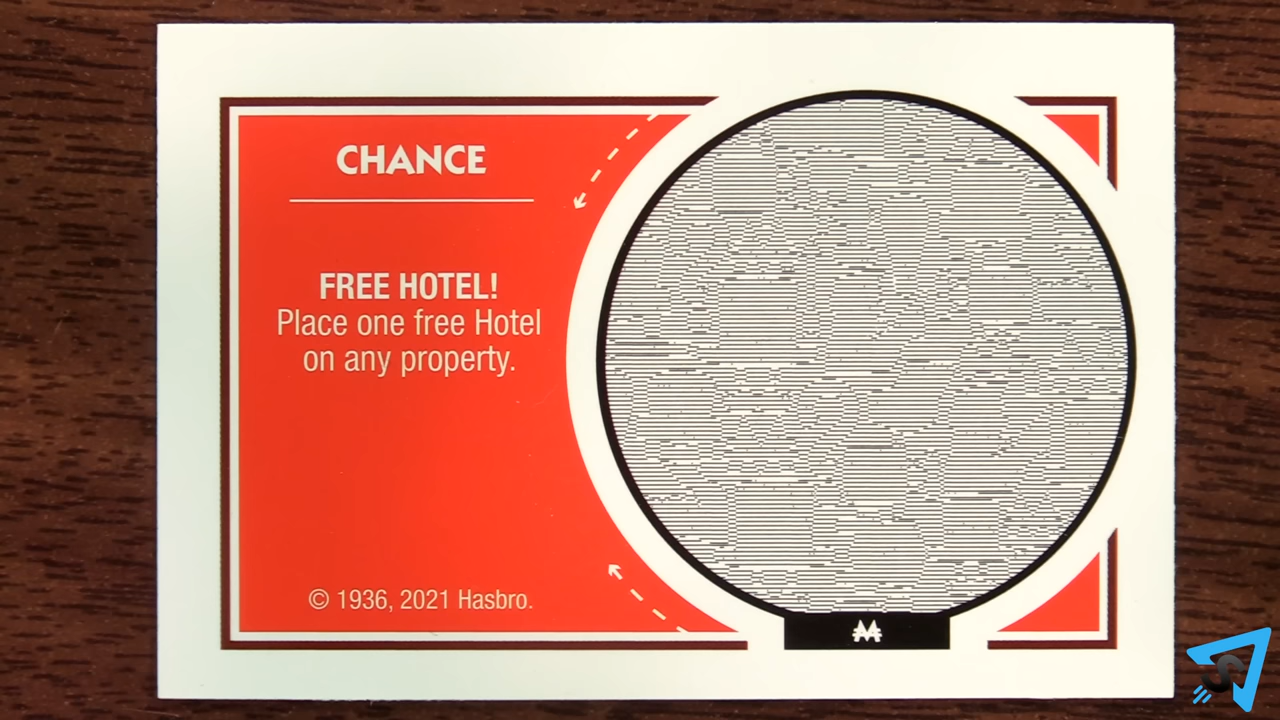 CHANCE
FREE HOTEL!
Place one free Hotel
on any property.
© 1936, 2021 Hasbro.